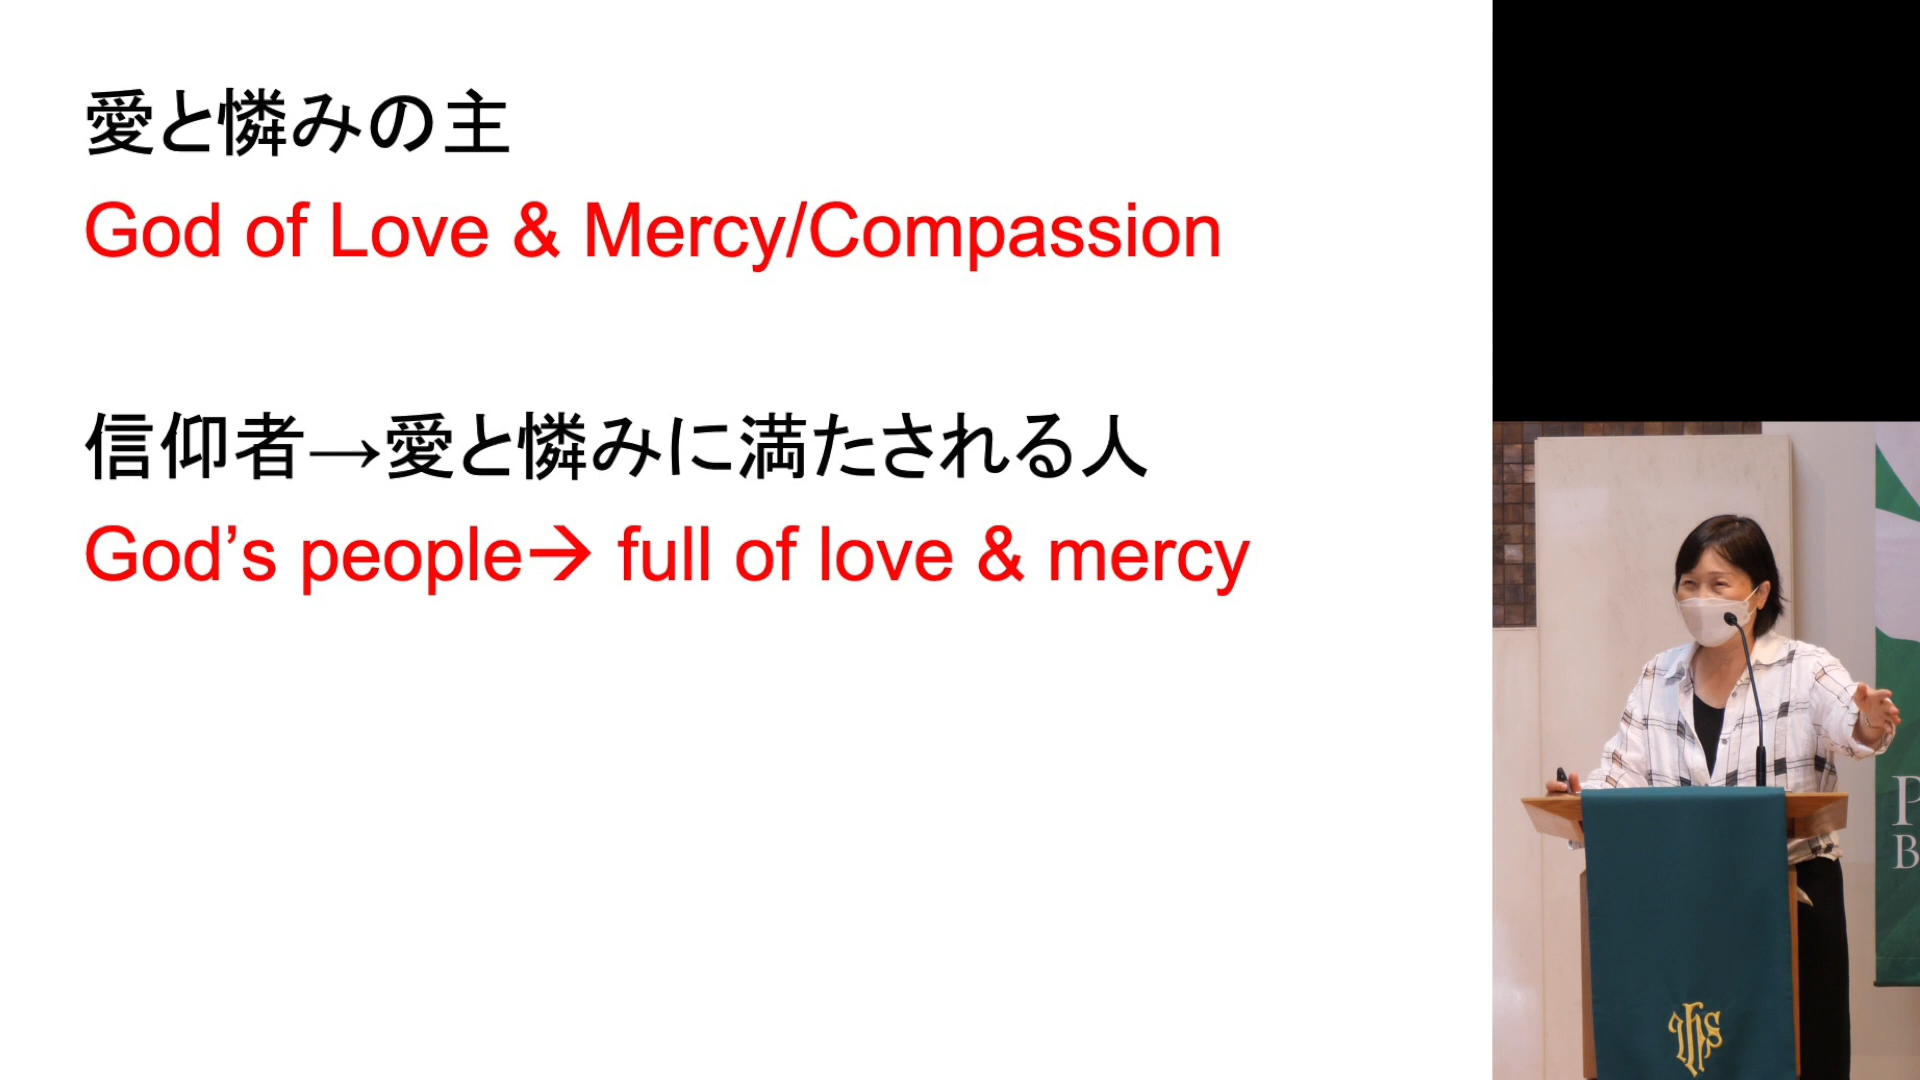 愛と憐みの主
God of Love & Mercy/Compassion
信仰者→愛と憐みに満たされる人
God’s people→ full of love & mercy
P
B
IHS